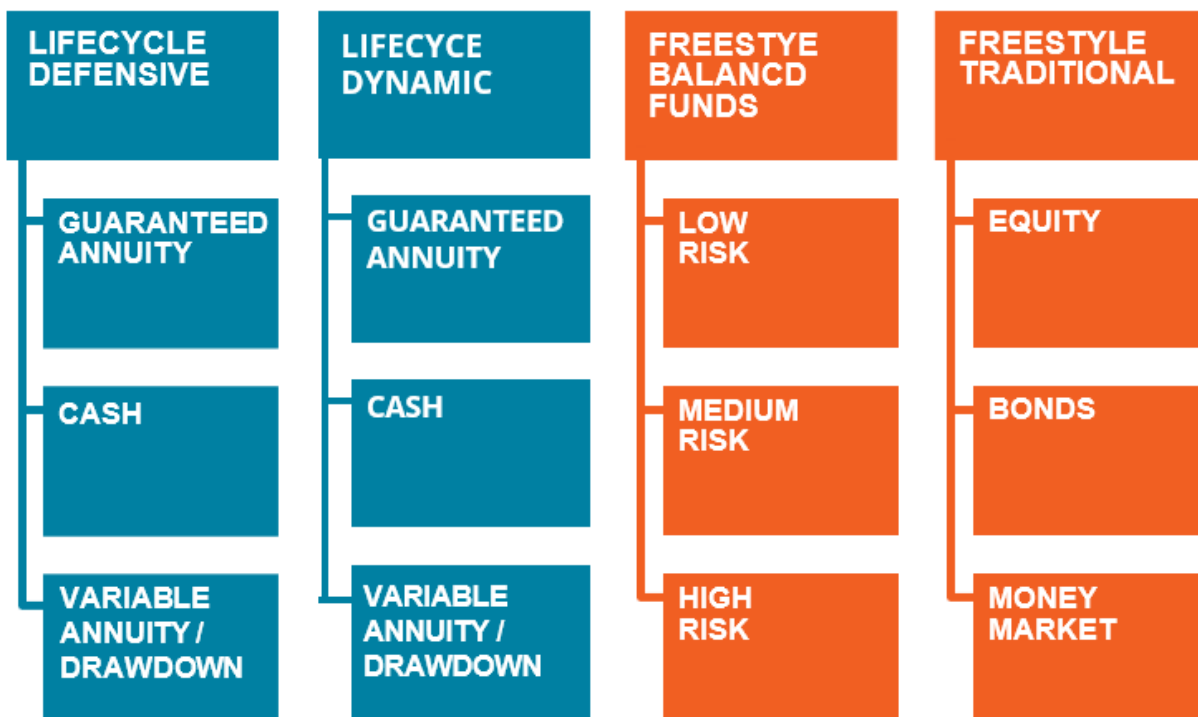 LIFECYCLE
DEFENSIVE
GUARANTEED
ANNUITY
CASH
VARIABLE
ANNUITY /
DRAWDOWN
LIFECYCE
DYNAMIC
GUARANTEED
ANNUITY
CASH
VARIABLE
ANNUITY /
DRAWDOWN
FREESTYE
BALANCD
FUNDS
LOW
RISK
MEDIUM
RISK
HIGH
RISK
FREESTYLE
TRADITIONAL
EQUITY
BONDS
MONEY
MARKET